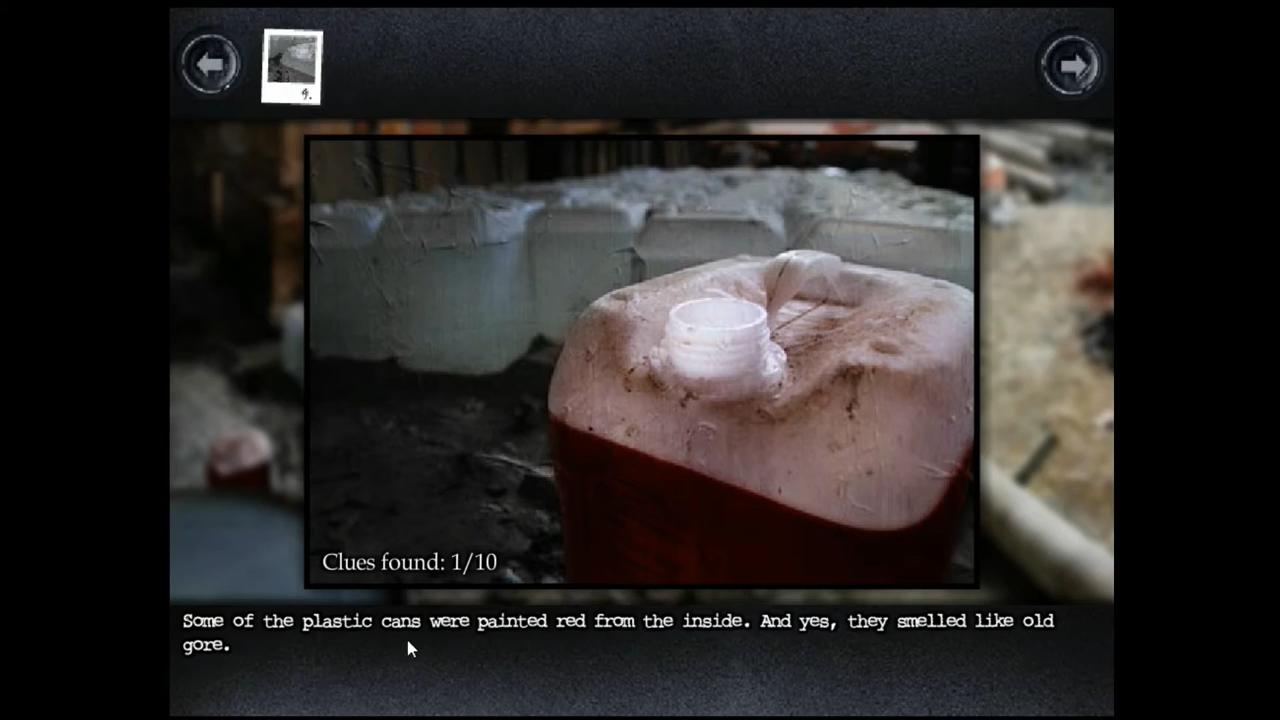 Clues found: 1/10
Some of the plastic cans were painted red from the inside. And yes, they smelled like old
gore.